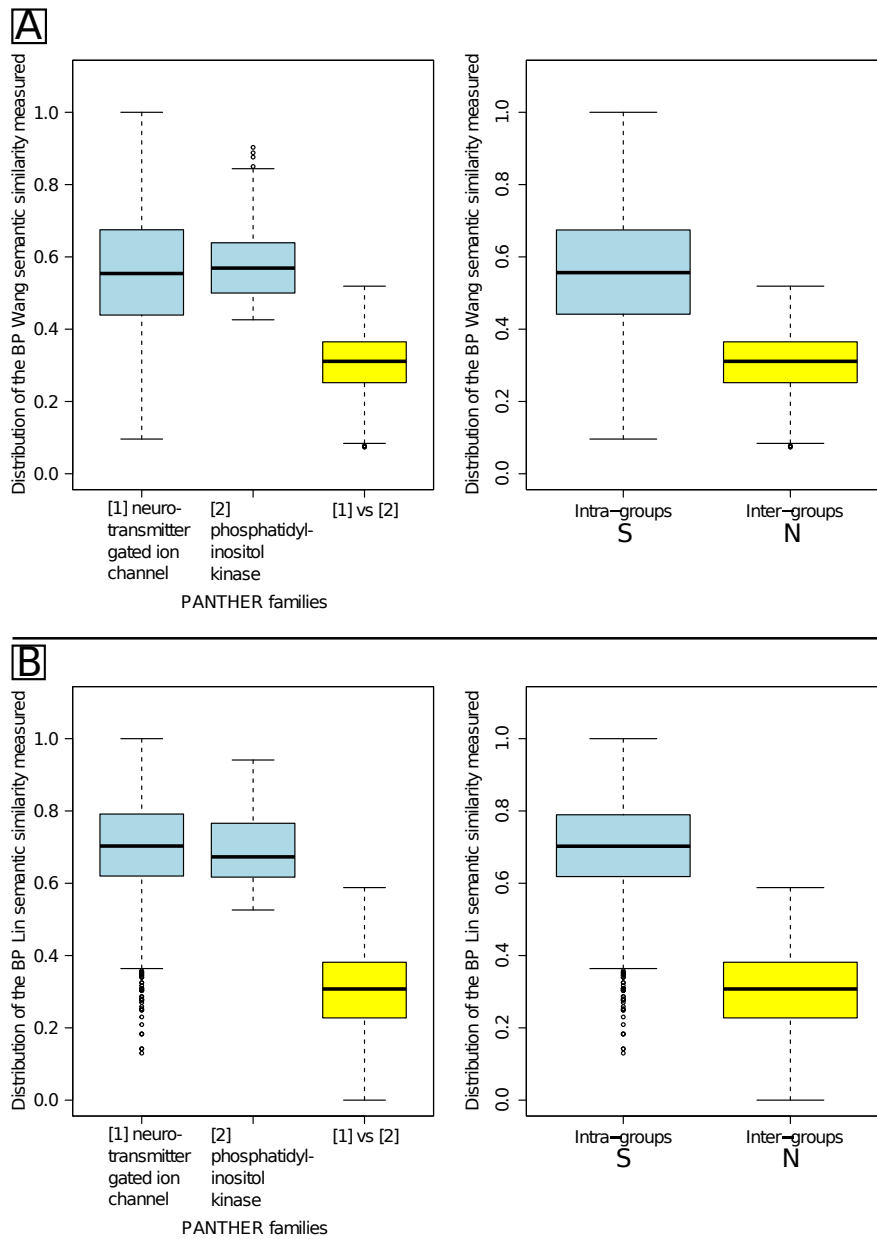 A
Distribution of the BP Wang semantic similarity measured
1.0
0.8
0.6
0.4
0.2
0.0
[1] neuro-
transmitter
gated ion
channel
[2]
phosphatidyl-
inositol
kinase
[1] vs [2]
PANTHER families
Distribution of the BP Wang semantic similarity measured
1.0
0.8
0.6
0.4
0.2
0.0
Intra−groups
S
Inter−groups
N
B
Distribution of the BP Lin semantic similarity measured
1.0
0.8
0.6
0.4
0.2
0.0
[1] neuro-
transmitter
gated ion
channel
[2]
phosphatidyl-
inositol
kinase
[1] vs [2]
PANTHER families
Distribution of the BP Lin semantic similarity measured
1.0
0.8
0.6
0.4
0.2
0.0
Intra−groups
S
Inter−groups
N